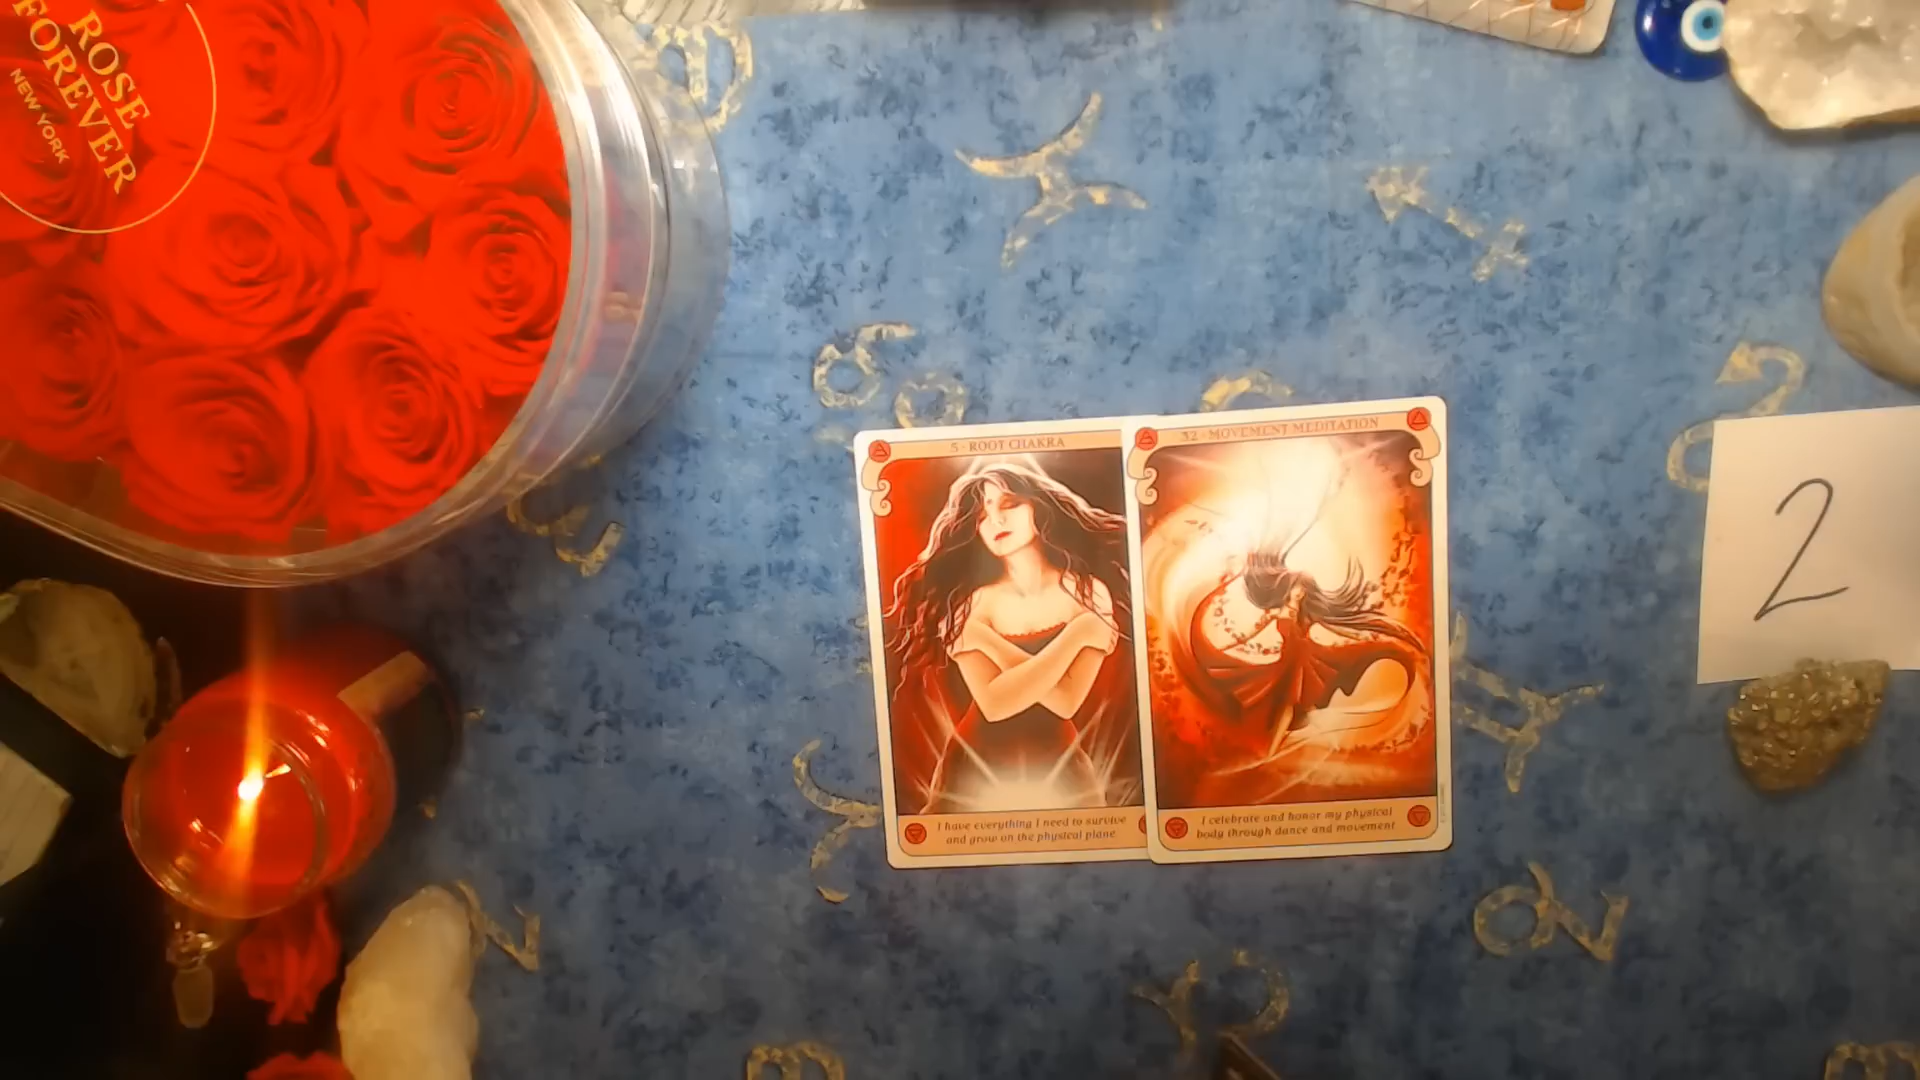 ROSE
FOREVER
NEW YORK
5 - ROOT CHAKRA
I have everything I need to survive
and grow on the physical plane
32 - MOVEMENT MEDITATION
I celebrate and honor my physical
body through dance and movement
2